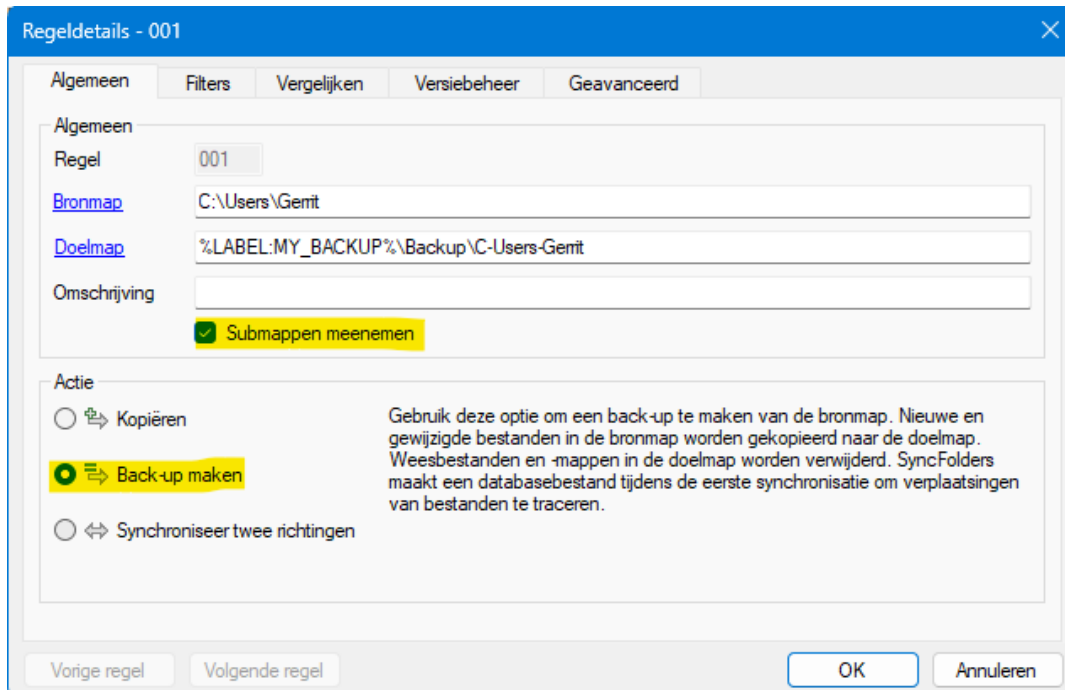 Regeldetails - 001
Algemeen
Filters
Vergelijken
Versiebeheer
Geavanceerd
Algemeen
Regel
001
Bronmap
C:\Users\Gerrit
Doelmap
%LABEL:MY_BACKUP%\Backup\C-Users-Gerrit
Omschrijving
Submappen meenemen
Actie
Kopiëren
Back-up maken
Synchroniseer twee richtingen
Gebruik deze optie om een back-up te maken van de bronmap. Nieuwe en
gewijzigde bestanden in de bronmap worden gekopieerd naar de doelmap.
Weesbestanden en -mappen in de doelmap worden verwijderd. SyncFolders
maakt een databasebestand tijdens de eerste synchronisatie om verplaatsingen
van bestanden te traceren.
Vorige regel
Volgende regel
OK
Annuleren